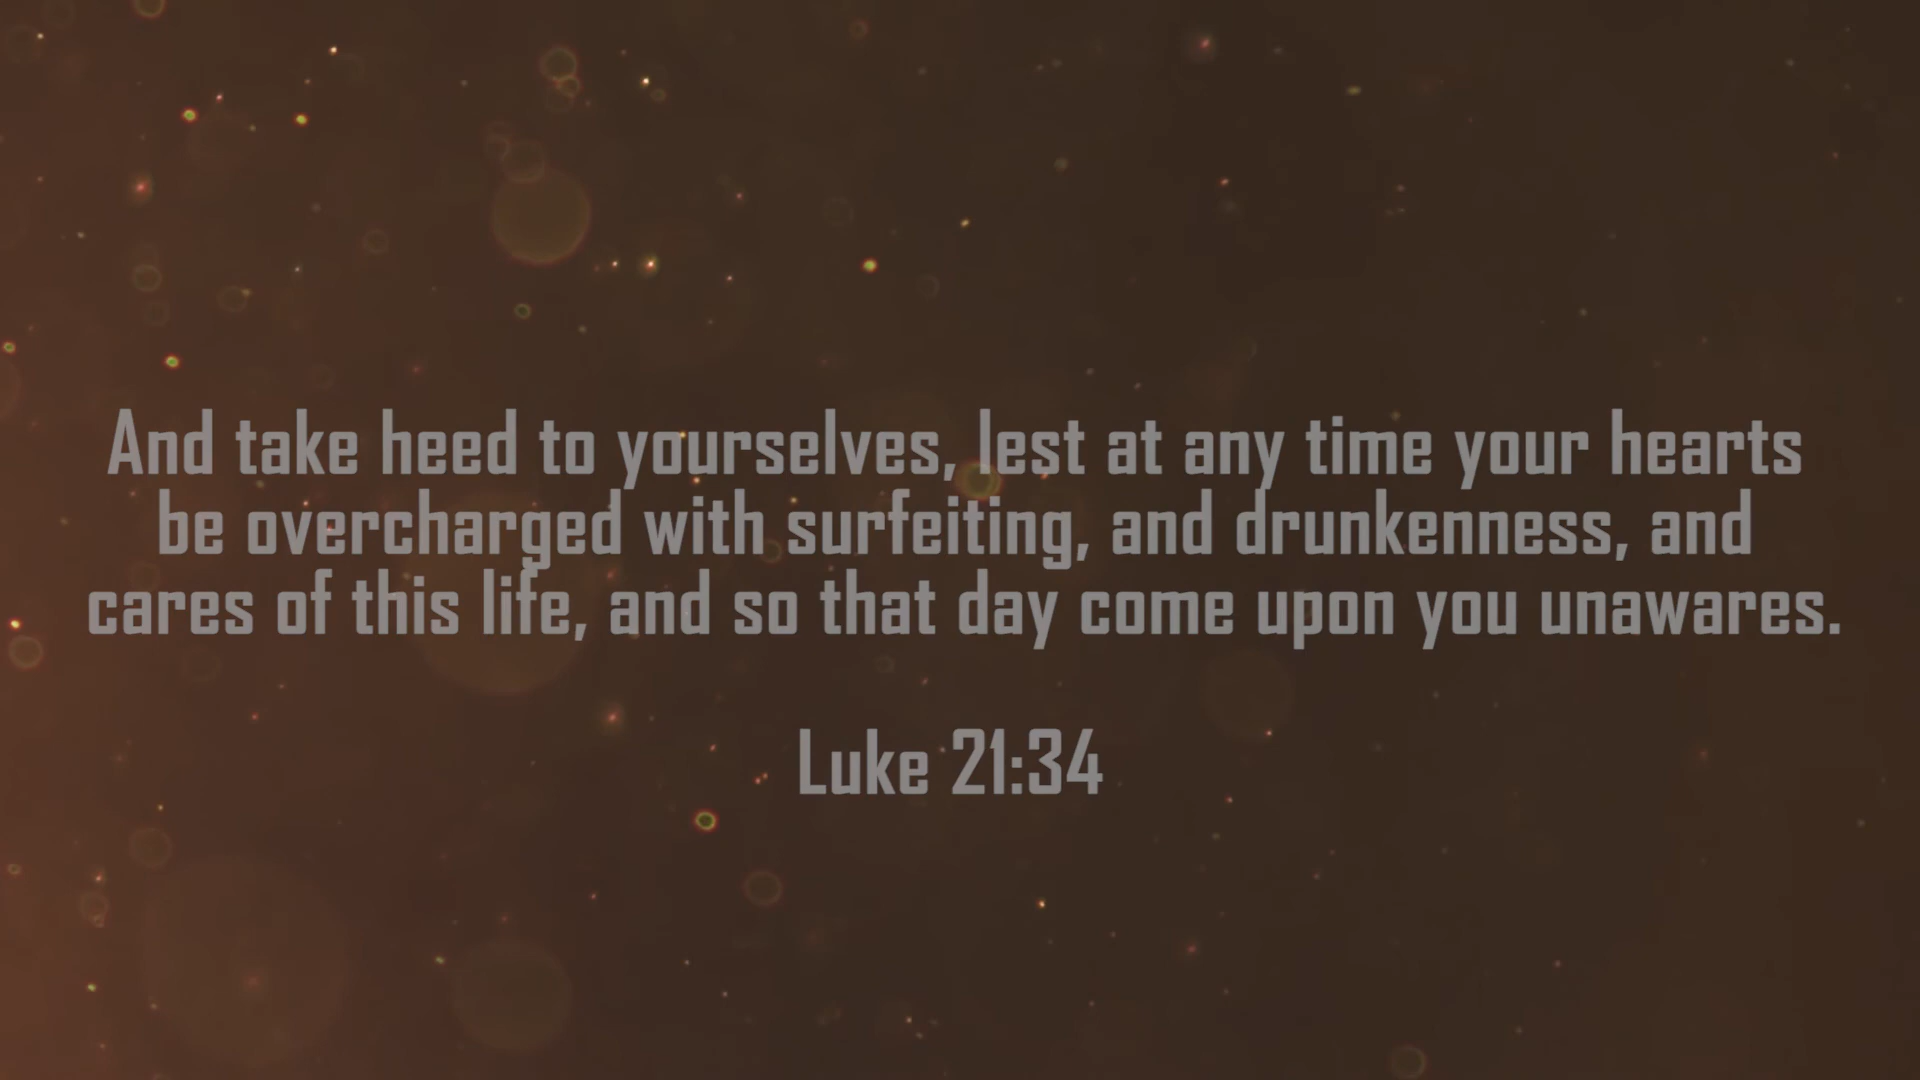 And take heed to yourselves, lest at any time your hearts
be overcharged with surfeiting, and drunkenness, and
cares of this life, and so that day come upon you unawares.
Luke 21:34